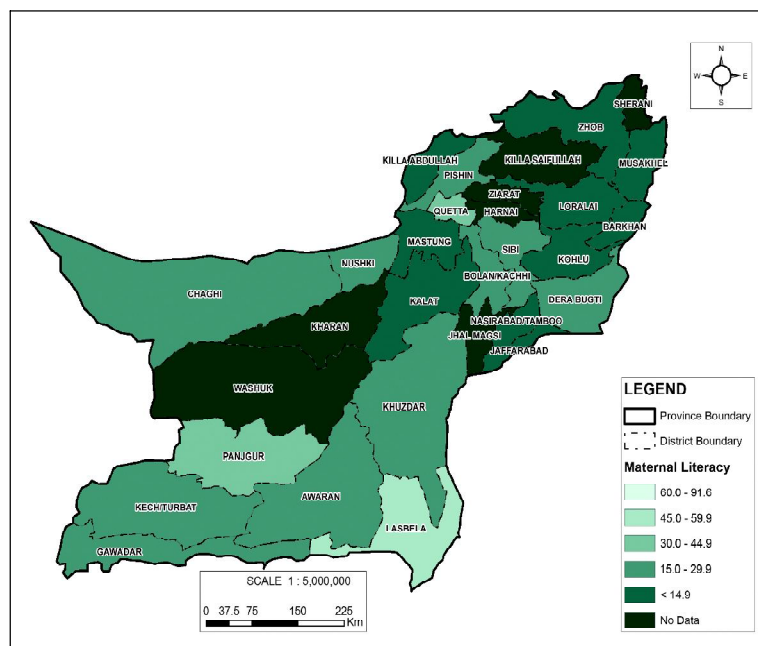 N
W E
S
SHERANI
ZHOB
KILLA ABDULLAH
KILLA SAIFULLAH
MUSAKHEL
PISHIN
ZIARAT
QUETTA
HARNAI
LORALAI
BARKHAN
MASTUNG
SIBI
KOHLU
NUSHKI
BOLAN/KACHHI
CHAGHI
KALAT
DERA BUGTI
NASIRABAD/TAMBOO
KHARAN
JHAL MAGSI
JAFFARABAD
WASHUK
KHUZDAR
PANJGUR
AWARAN
KECH/TURBAT
LASBELA
GAWADAR
LEGEND
Province Boundary
District Boundary
Maternal Literacy
60.0 - 91.6
45.0 - 59.9
30.0 - 44.9
15.0 - 29.9
< 14.9
No Data
SCALE 1 : 5,000,000
0 37.5 75 150 225
Km